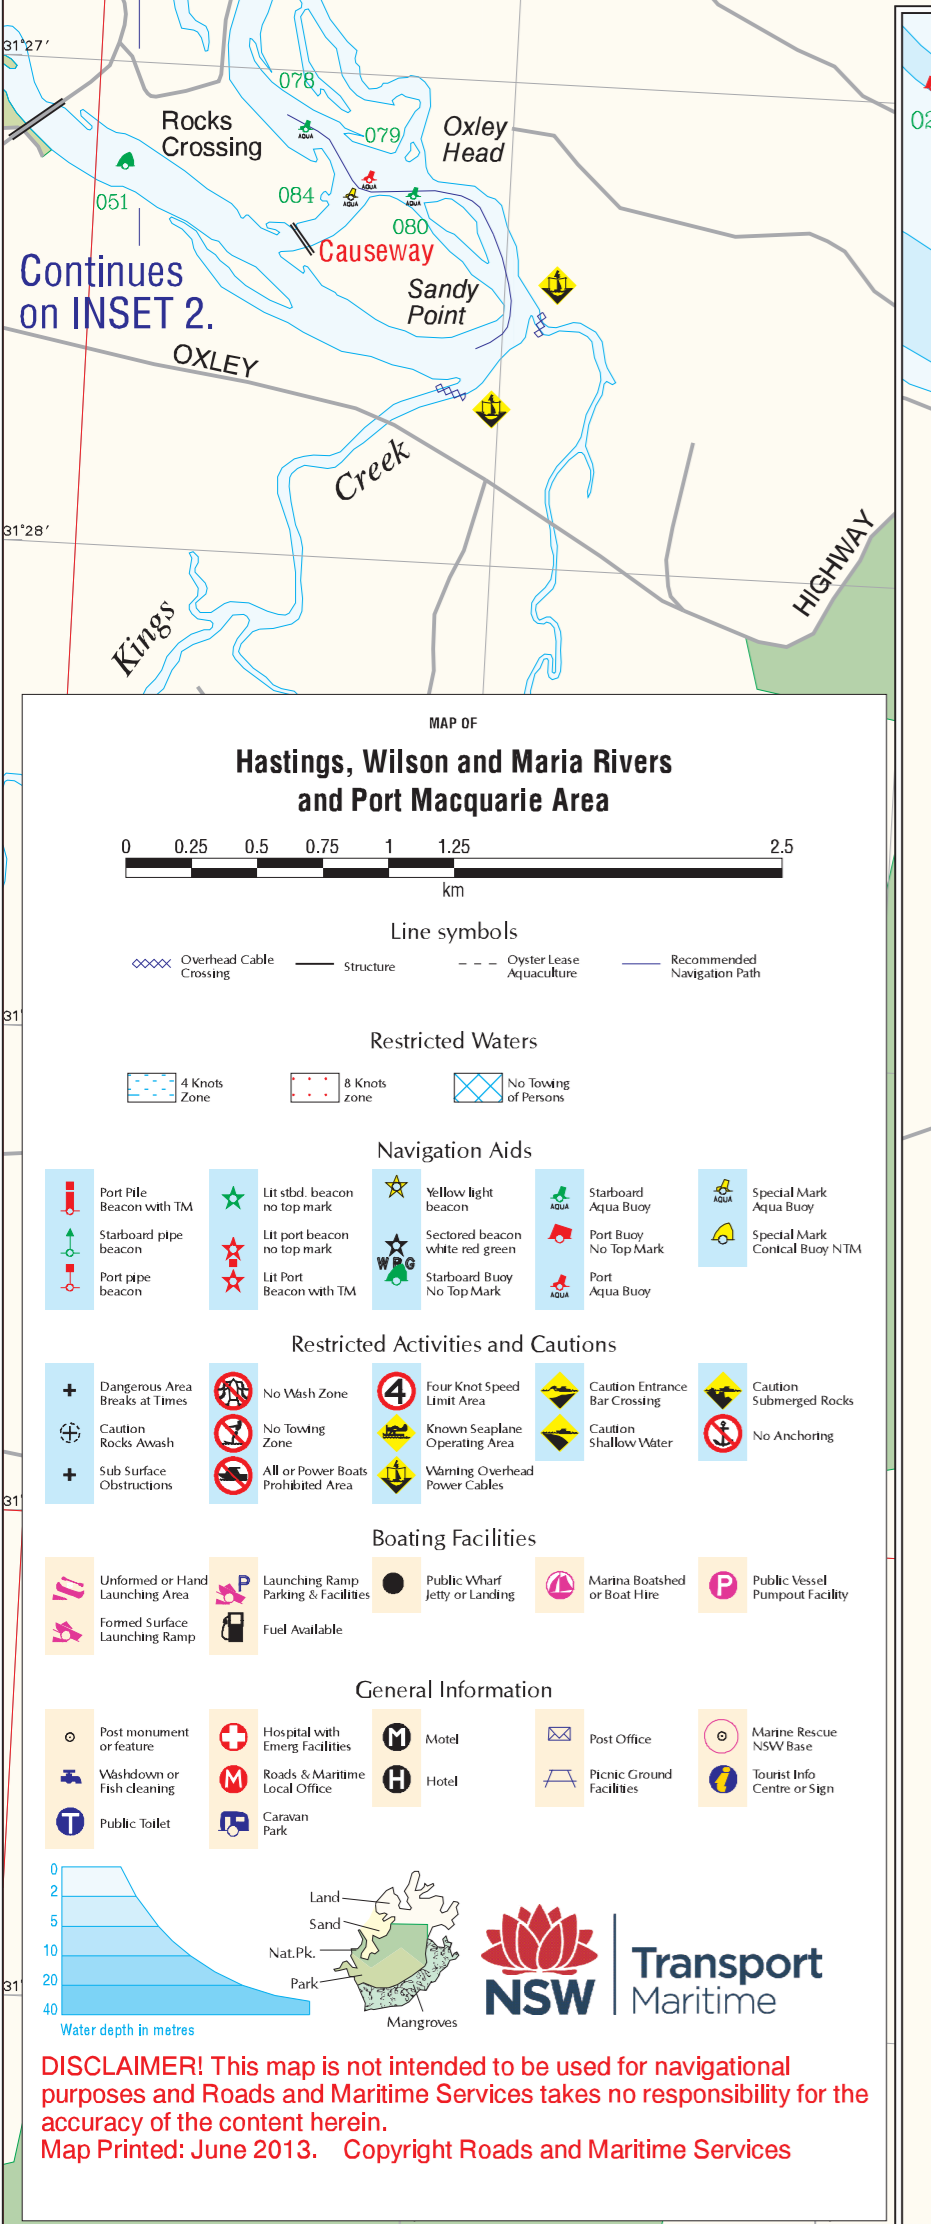 31°27′
078
Rocks
Crossing
079
Oxley
Head
02
AQUA
051
084
AQUA
AQUA
AQUA
080
Causeway
Continues
on INSET 2.
Sandy
Point
OXLEY
Creek
31°28′
HIGHWAY
Kings
MAP OF
Hastings, Wilson and Maria Rivers
and Port Macquarie Area
0 0.25 0.5 0.75 1 1.25 2.5
km
31'
Line symbols
Overhead Cable
Crossing
Structure
Oyster Lease
Aquaculture
Recommended
Navigation Path
Restricted Waters
4 Knots
Zone
8 Knots
zone
No Towing
of Persons
Navigation Aids
Port Pile
Beacon with TM
Lit stbd. beacon
no top mark
Yellow light
beacon
AQUA
Starboard
Aqua Buoy
AQUA
Special Mark
Aqua Buoy
Starboard pipe
beacon
Lit port beacon
no top mark
W R G
Sectored beacon
white red green
Port Buoy
No Top Mark
Special Mark
Conical Buoy NTM
Port pipe
beacon
Lit Port
Beacon with TM
Starboard Buoy
No Top Mark
AQUA
Port
Aqua Buoy
Restricted Activities and Cautions
Dangerous Area
Breaks at Times
No Wash Zone
4
Four Knot Speed
Limit Area
Caution Entrance
Bar Crossing
Caution
Submerged Rocks
Caution
Rocks Awash
No Towing
Zone
Known Seaplane
Operating Area
Caution
Shallow Water
No Anchoring
Sub Surface
Obstructions
All or Power Boats
Prohibited Area
Warning Overhead
Power Cables
31'
Boating Facilities
Unformed or Hand
Launching Area
P
Launching Ramp
Parking & Facilities
Public Wharf
Jetty or Landing
Marina Boatshed
or Boat Hire
P
Public Vessel
Pumpout Facility
Formed Surface
Launching Ramp
Fuel Available
General Information
Post monument
or feature
Hospital with
Emerg Facilities
M
Motel
Post Office
Marine Rescue
NSW Base
Washdown or
Fish cleaning
M
Roads & Maritime
Local Office
H
Hotel
Picnic Ground
Facilities
i
Tourist Info
Centre or Sign
T
Public Toilet
Caravan
Park
0
2
5
10
20
40
Water depth in metres
31'
Land
Sand
Nat.Pk.
Park
Mangroves
NSW
Transport
Maritime
DISCLAIMER! This map is not intended to be used for navigational
purposes and Roads and Maritime Services takes no responsibility for the
accuracy of the content herein.
Map Printed: June 2013. Copyright Roads and Maritime Services